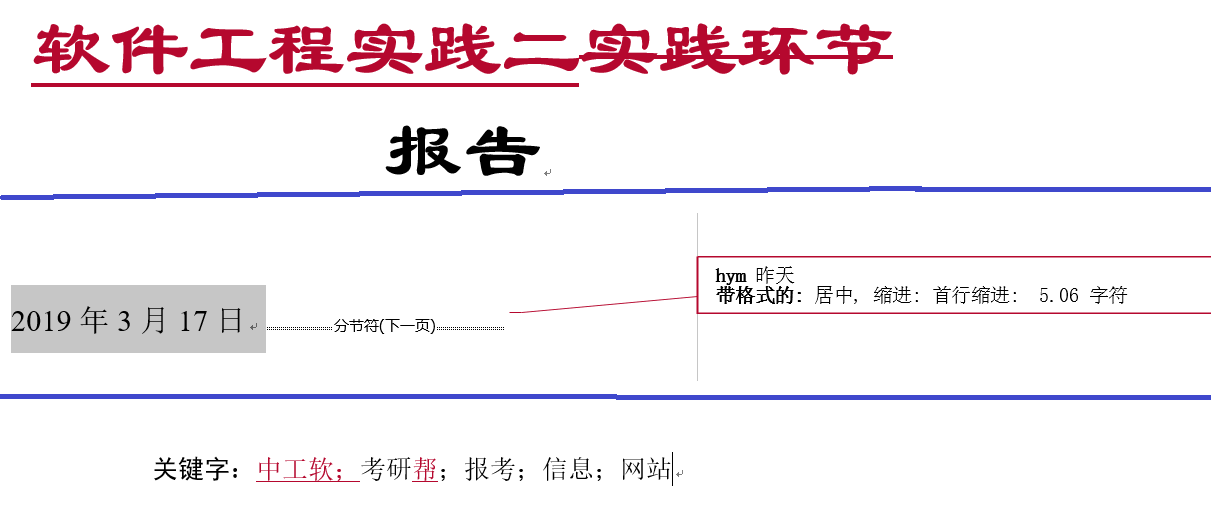 软件工程实践二实践环节
报告
hym 昨天
带格式的: 居中, 缩进: 首行缩进: 5.06 字符
2019 年 3 月 17 日
分节符(下一页)
关键字：中工软；考研帮；报考；信息；网站